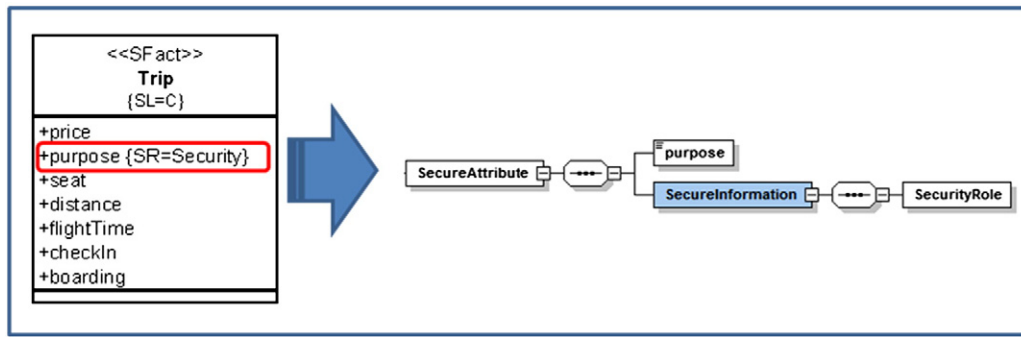 <<SFact>>
Trip
{SL=C}
+price
+purpose {SR=Security}
+seat
+distance
+flightTime
+checkIn
+boarding
purpose
SecureAttribute
SecureInformation
SecurityRole